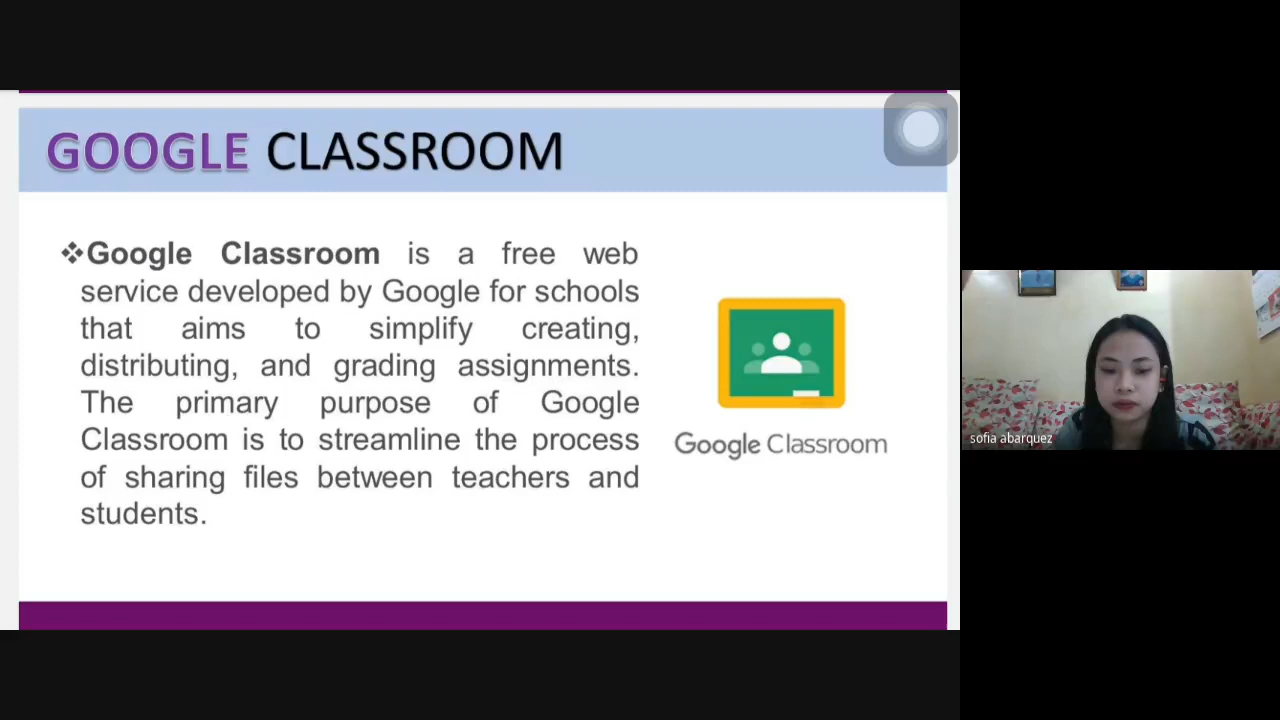 GOOGLE CLASSROOM
❖Google Classroom is a free web
service developed by Google for schools
that aims to simplify creating,
distributing, and grading assignments.
The primary purpose of Google
Classroom is to streamline the process
of sharing files between teachers and
students.
Google Classroom
sofia abarquez